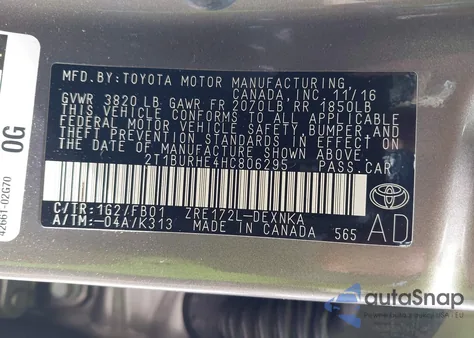 MFD.BY: TOYOTA MOTOR MANUFACTURING,
CANADA, INC. 11/16
GVWR 3820 LB GAWR FR 2070LB RR 1850LB
THIS VEHICLE CONFORMS TO ALL APPLICABLE
FEDERAL MOTOR VEHICLE SAFETY, BUMPER, AND
THEFT PREVENTION STANDARDS IN EFFECT ON
THE DATE OF MANUFACTURE SHOWN ABOVE.
2T1BURHE4HC806295 PASS.CAR
C/TR: 1G2/FB01 ZRE172L-DEXNKA
A/TM: -04A/K313 MADE IN CANADA 565
AD
TOYOTA
0G
42661-02G70
autoSnap